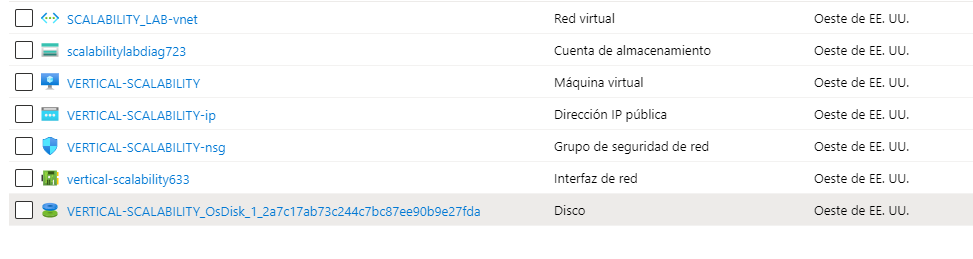 SCALABILITY_LAB-vnet Red virtual Oeste de EE. UU.
scalabilitylabdiag723 Cuenta de almacenamiento Oeste de EE. UU.
VERTICAL-SCALABILITY Máquina virtual Oeste de EE. UU.
VERTICAL-SCALABILITY-ip Dirección IP pública Oeste de EE. UU.
VERTICAL-SCALABILITY-nsg Grupo de seguridad de red Oeste de EE. UU.
vertical-scalability633 Interfaz de red Oeste de EE. UU.
VERTICAL-SCALABILITY_OsDisk_1_2a7c17ab73c244c7bc87ee90b9e27fda Disco Oeste de EE. UU.